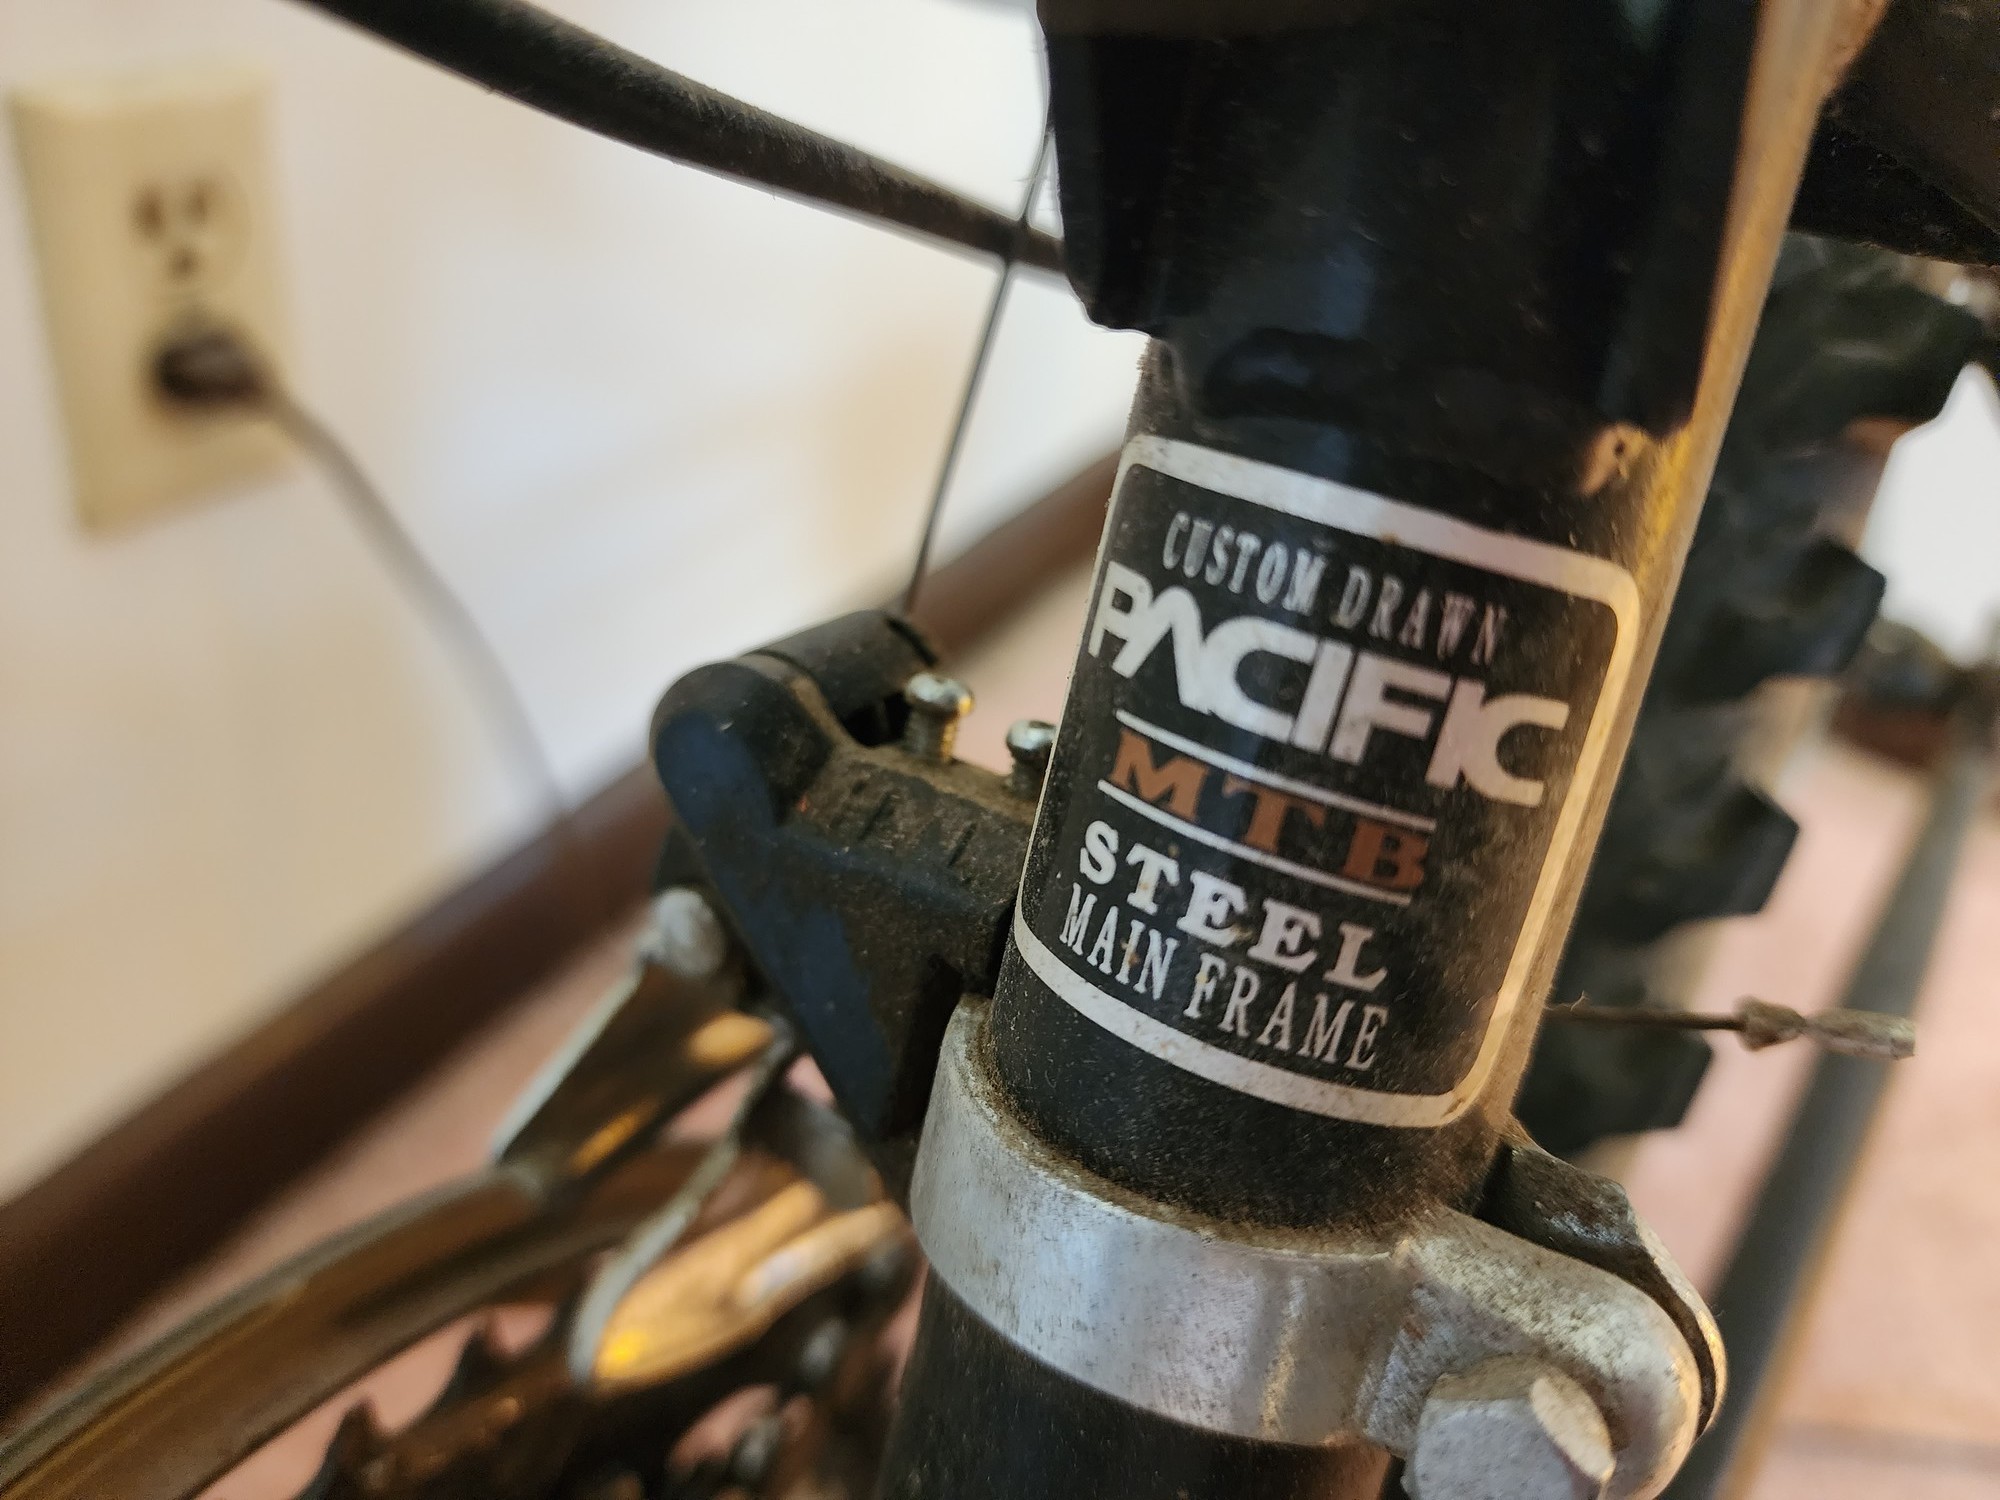 CUSTOM DRAWN
PACIFIC
MTB
STEEL
MAIN FRAME